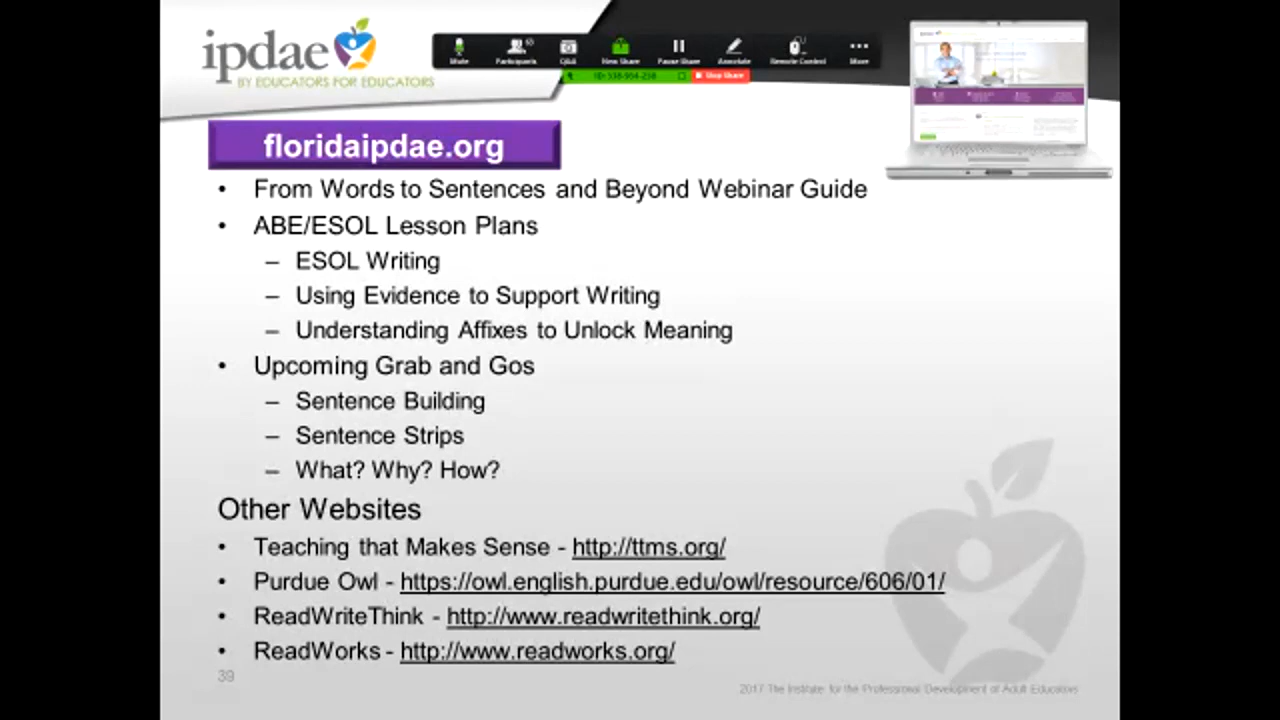 ipdae
BY EDUCATORS FOR EDUCATORS
Mute
Participants
Q&A
New Share
Pause Share
Annotate
Remote Control
More
Stop Share
floridaipdae.org
• From Words to Sentences and Beyond Webinar Guide
• ABE/ESOL Lesson Plans
– ESOL Writing
– Using Evidence to Support Writing
– Understanding Affixes to Unlock Meaning
• Upcoming Grab and Gos
– Sentence Building
– Sentence Strips
– What? Why? How?
Other Websites
• Teaching that Makes Sense - http://ttms.org/
• Purdue Owl - https://owl.english.purdue.edu/owl/resource/606/01/
• ReadWriteThink - http://www.readwritethink.org/
• ReadWorks - http://www.readworks.org/
39
2017 The Institute for the Professional Development of Adult Educators